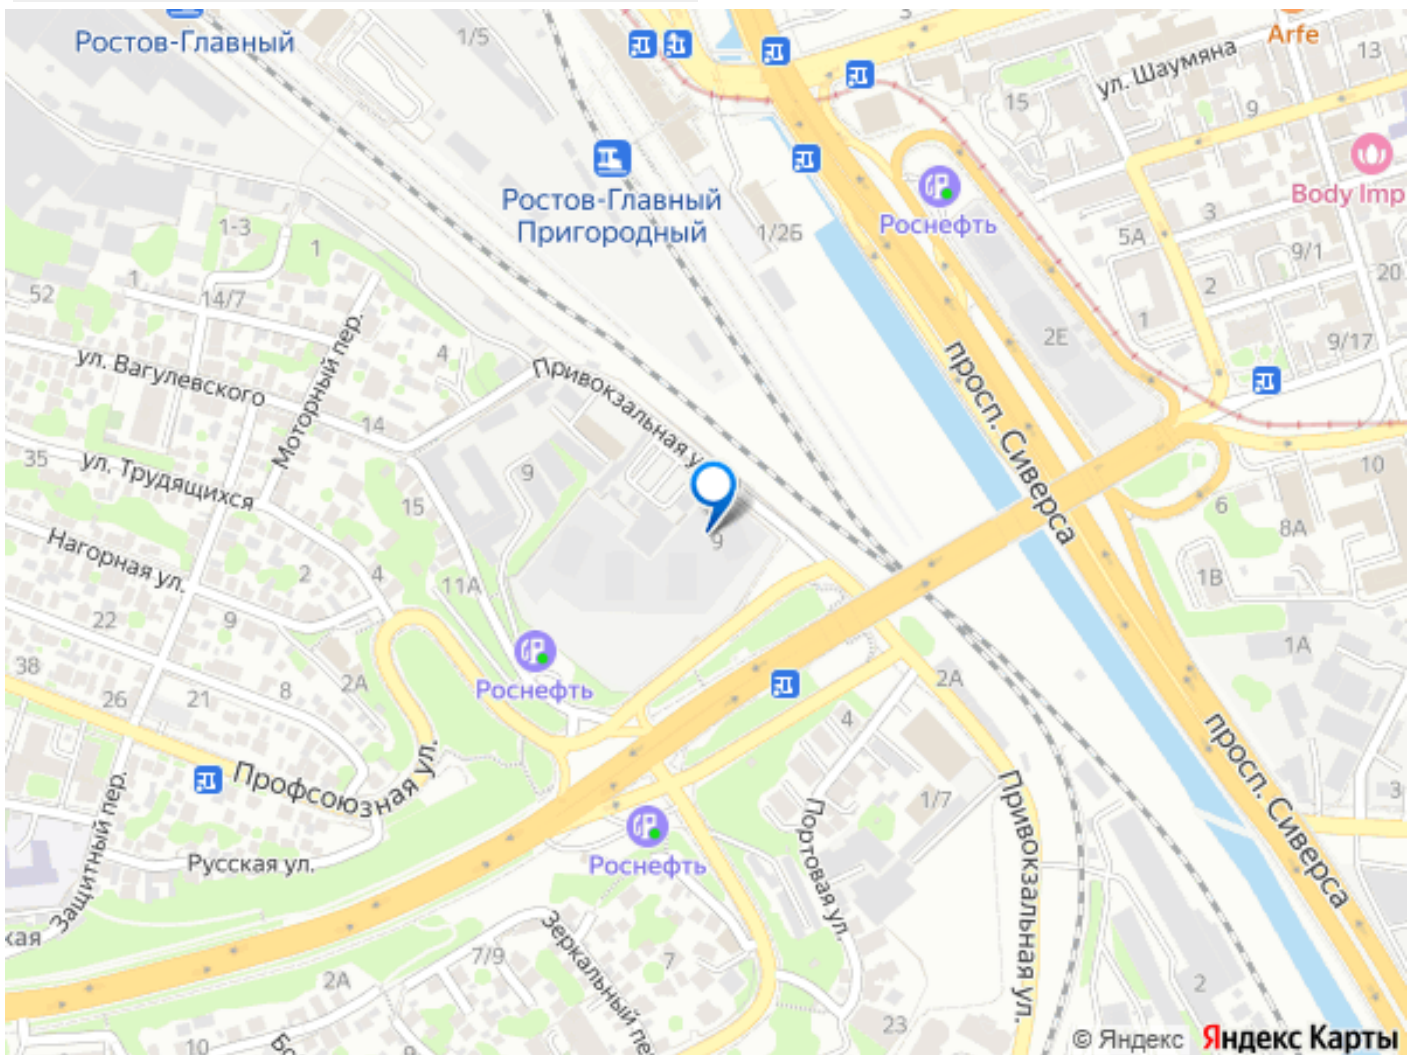 Ростов-Главный
1/5
3
Arfe
13
ул. Шаумяна
15
9
Ростов-Главный
Пригородный
Роснефть
Body Imp
1-3
1
1/2Б
5А
3
9/1
52
1
14/7
2
20
4
2Е
1
9/17
ул. Вагулевского
Моторный пер.
Привокзальная у
просп. Сиверса
14
35
ул. Трудящихся
9
10
15
9
6
8А
Нагорная ул.
2
4
11А
1В
22
9
1А
38
26
21
8
2А
Роснефть
2А
4
Профсоюзная ул.
просп. Сиверса
Защитный пер.
1/7
Привокзальная ул.
3
Русская ул.
Роснефть
Портовая ул.
кая
7/9
Зеркальный пе
7
2А
2
23
10
Бо
© Яндекс Яндекс Карты